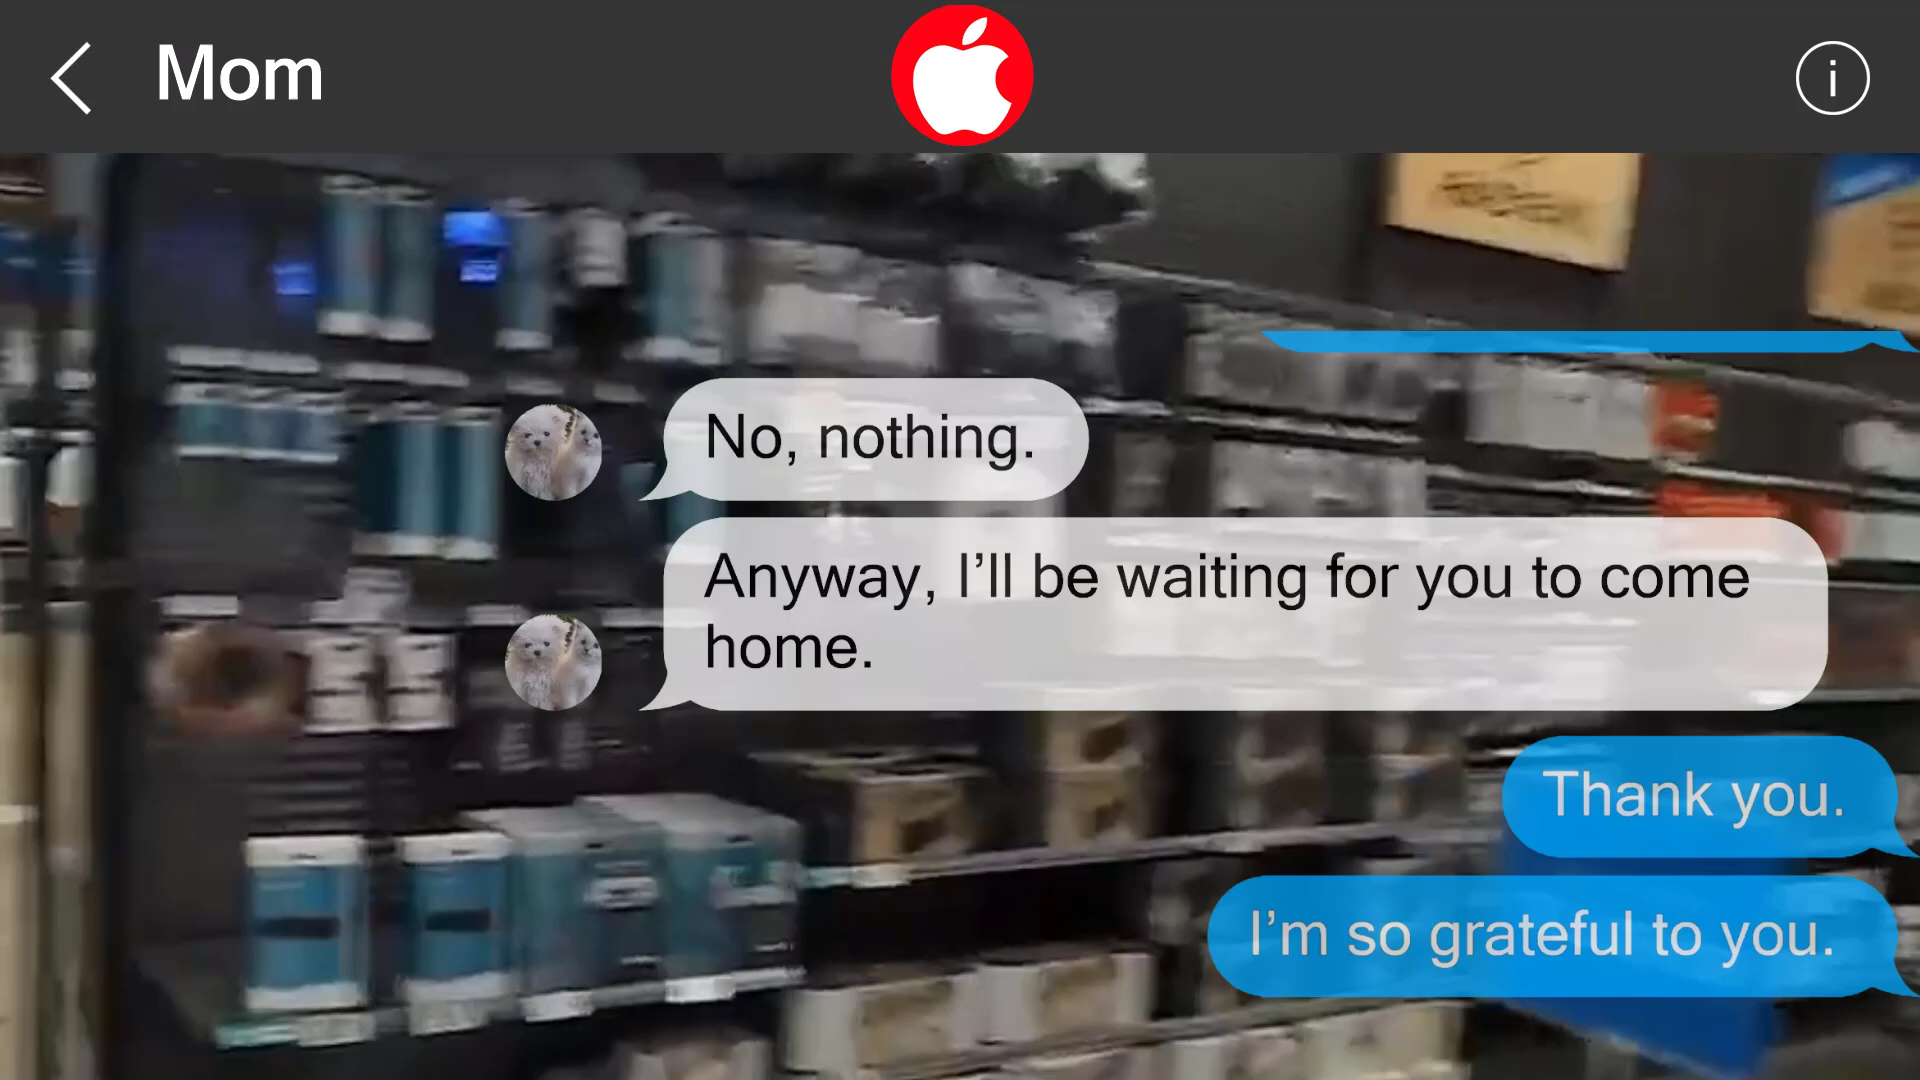 Mom
No, nothing.
Anyway, I’ll be waiting for you to come
home.
Thank you.
I’m so grateful to you.